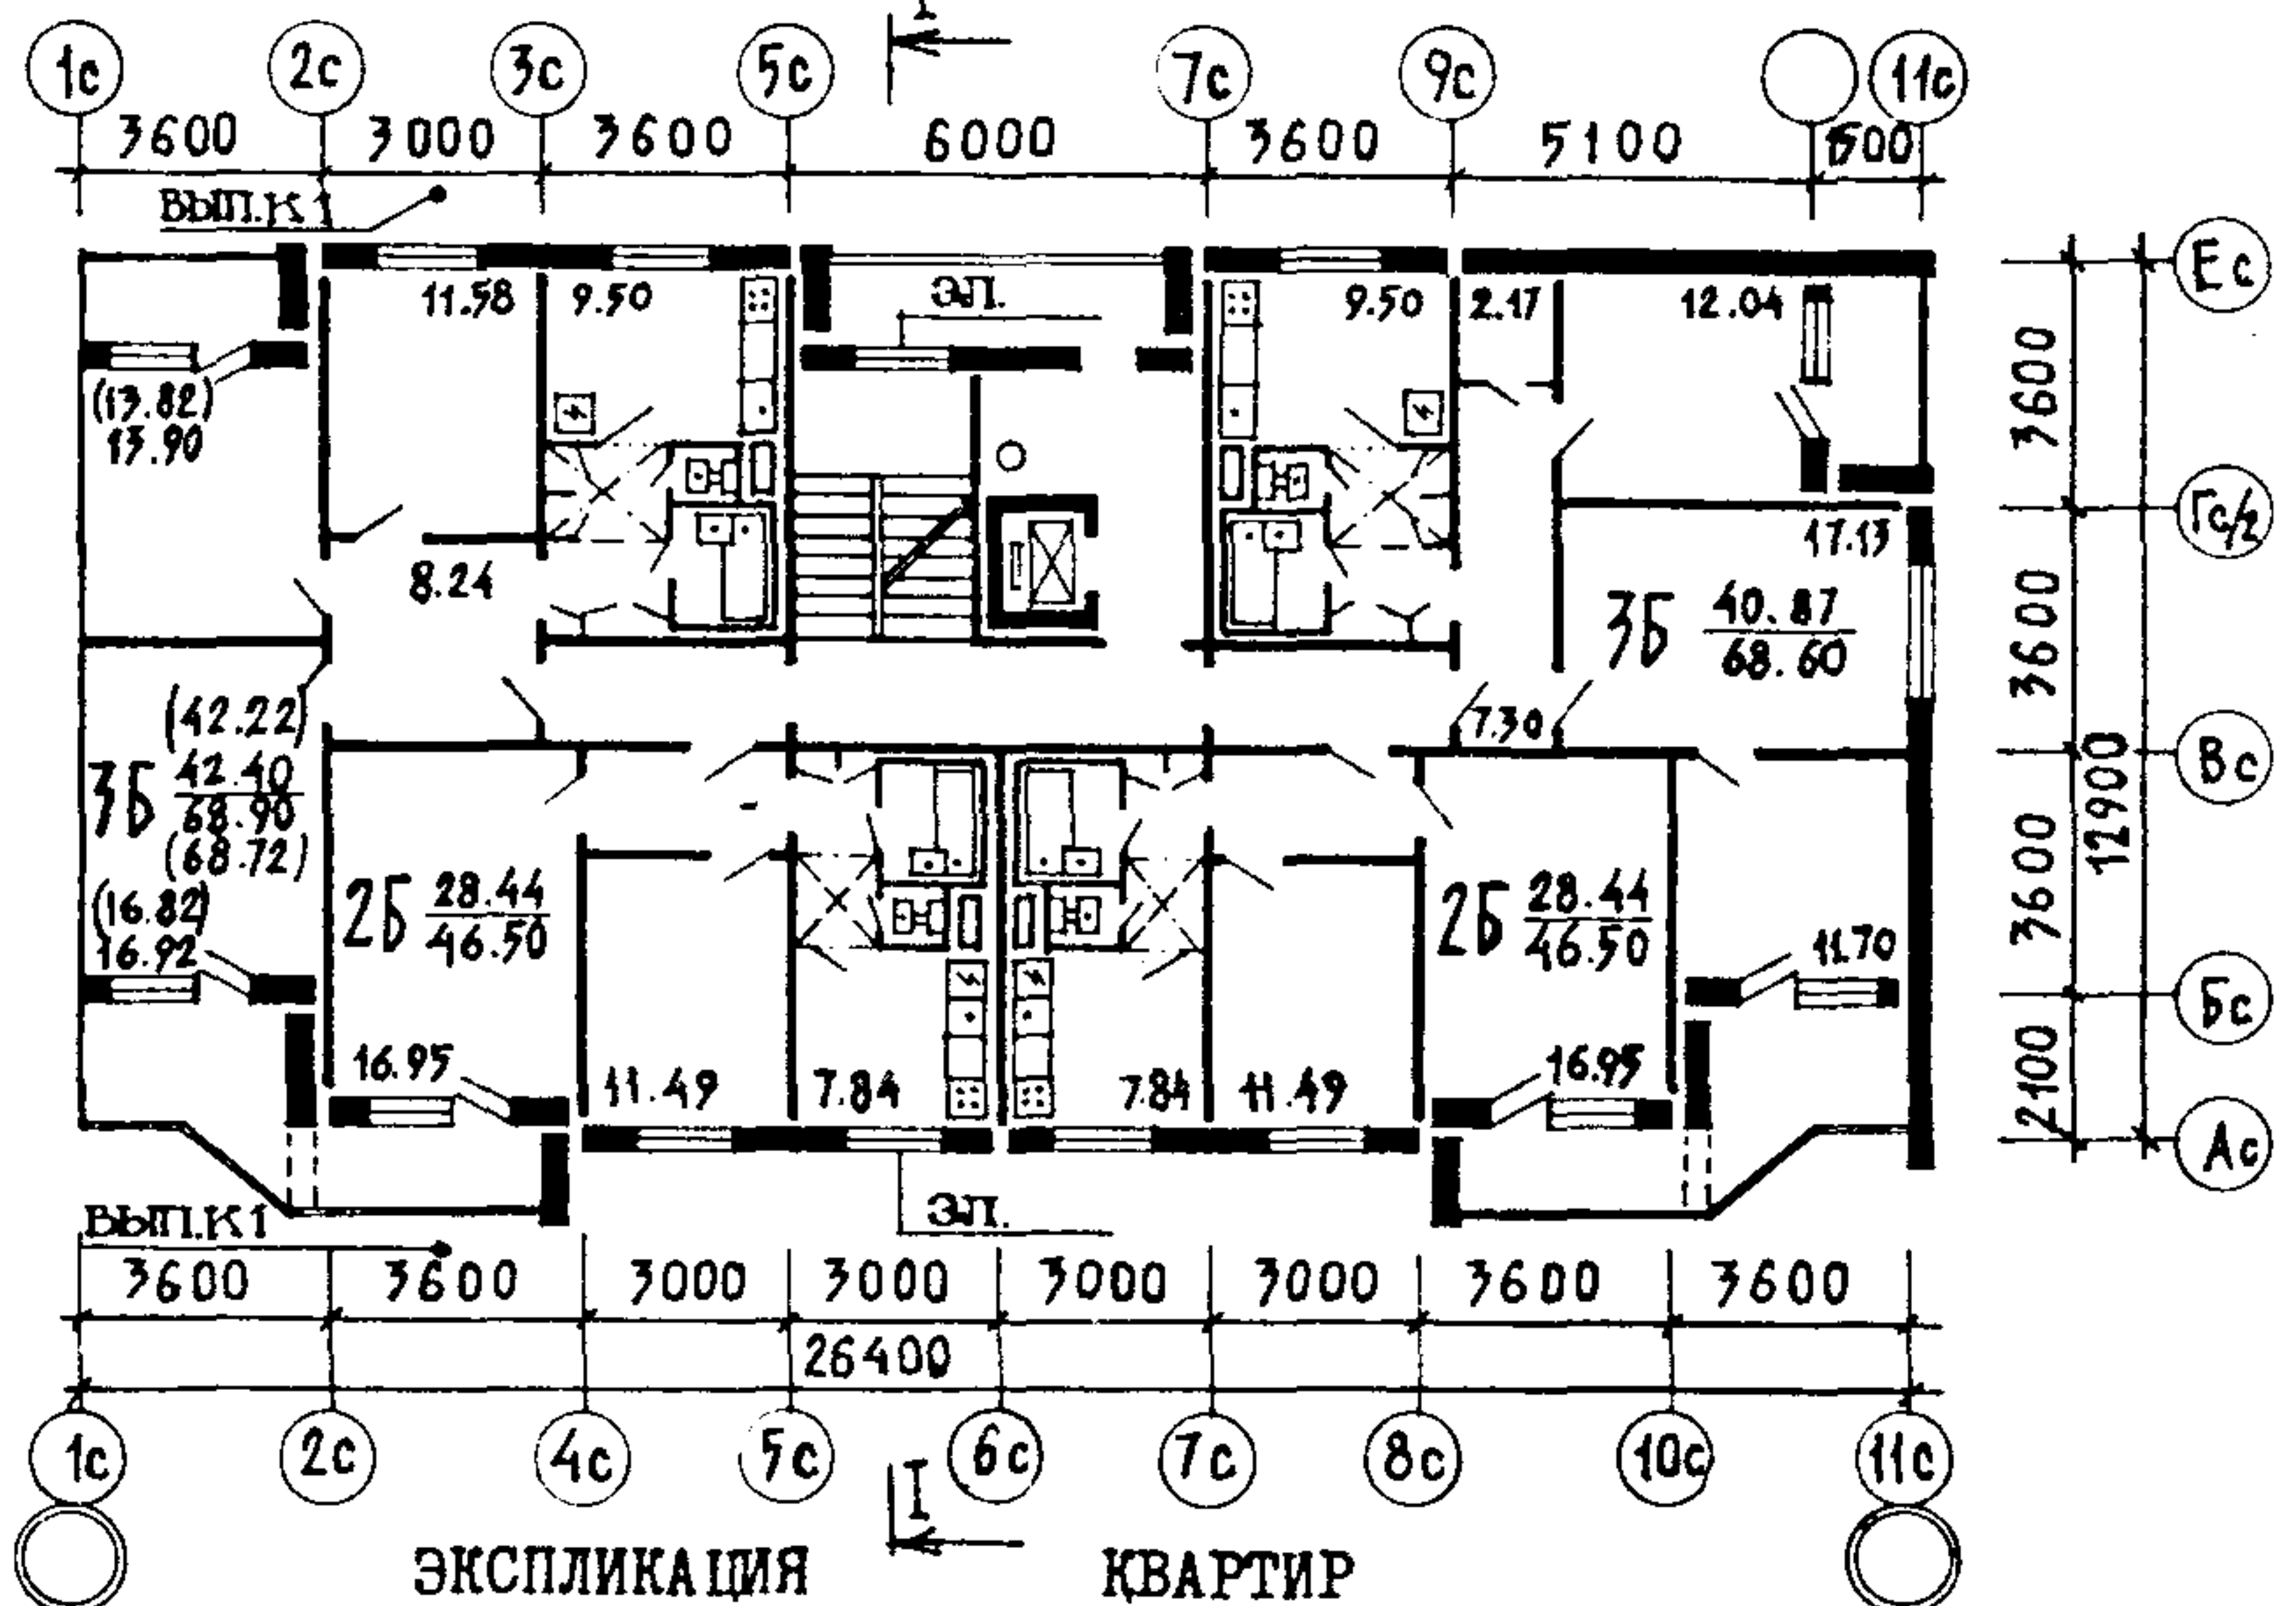 I
1с 2с 3с 5с 7с 9с 11с
3600 3000 3600 6000 3600 5100 1500
ВЫП.К1
Ес
11.58 9.50 ЭЛ. 9.50 2.17 12.04
3600
(13.82)
13.90
Гс/2
17.13
8.24
3Б 40.87
68.60
3600
(42.22)
7.30
3Б 42.40
68.90
(68.72)
Вс
12900
2Б 28.44
46.50
2Б 28.44
46.50
3600
(16.82)
16.92
11.70
Бс
16.95 11.49 7.84 7.84 11.49 16.95
2100
Ас
ВЫП.К1
ЭЛ.
3600 3600 3000 3000 3000 3000 3600 3600
26400
1с 2с 4с 5с 6с 7с 8с 10с 11с
I
ЭКСПЛИКАЦИЯ КВАРТИР